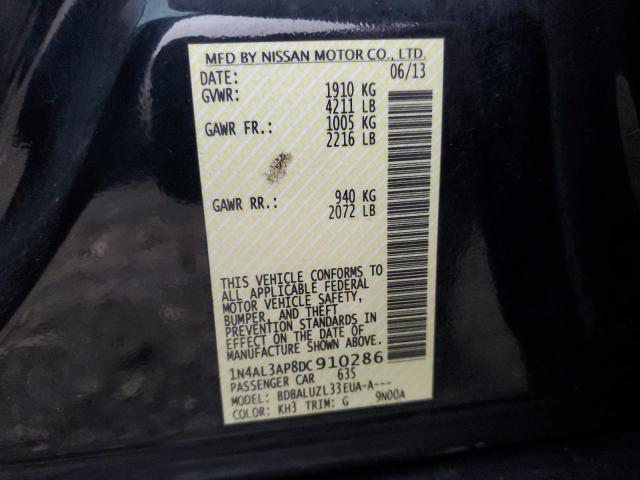 MFD BY NISSAN MOTOR CO., LTD.
DATE: 06/13
GVWR: 1910 KG
4211 LB
GAWR FR.: 1005 KG
2216 LB
GAWR RR.: 940 KG
2072 LB
THIS VEHICLE CONFORMS TO
ALL APPLICABLE FEDERAL
MOTOR VEHICLE SAFETY,
BUMPER, AND THEFT
PREVENTION STANDARDS IN
EFFECT ON THE DATE OF
MANUFACTURE SHOWN ABOVE.
1N4AL3AP8DC910286
PASSENGER CAR 635
MODEL: BDBALUZL33EUA-A---
COLOR: KH3 TRIM: G 9N00A